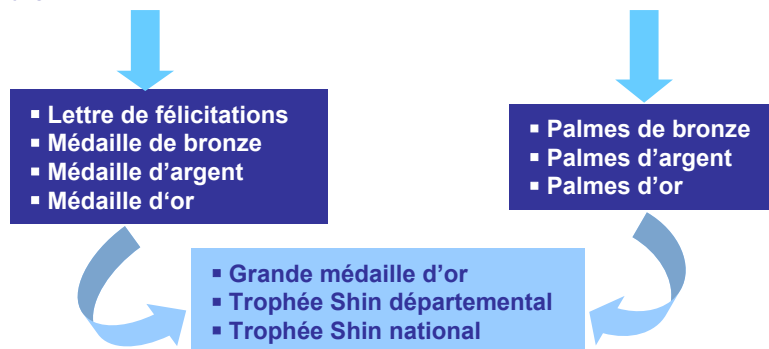 ▪ Lettre de félicitations
▪ Médaille de bronze
▪ Médaille d'argent
▪ Médaille d‘or
▪ Palmes de bronze
▪ Palmes d’argent
▪ Palmes d’or
▪ Grande médaille d’or
▪ Trophée Shin départemental
▪ Trophée Shin national